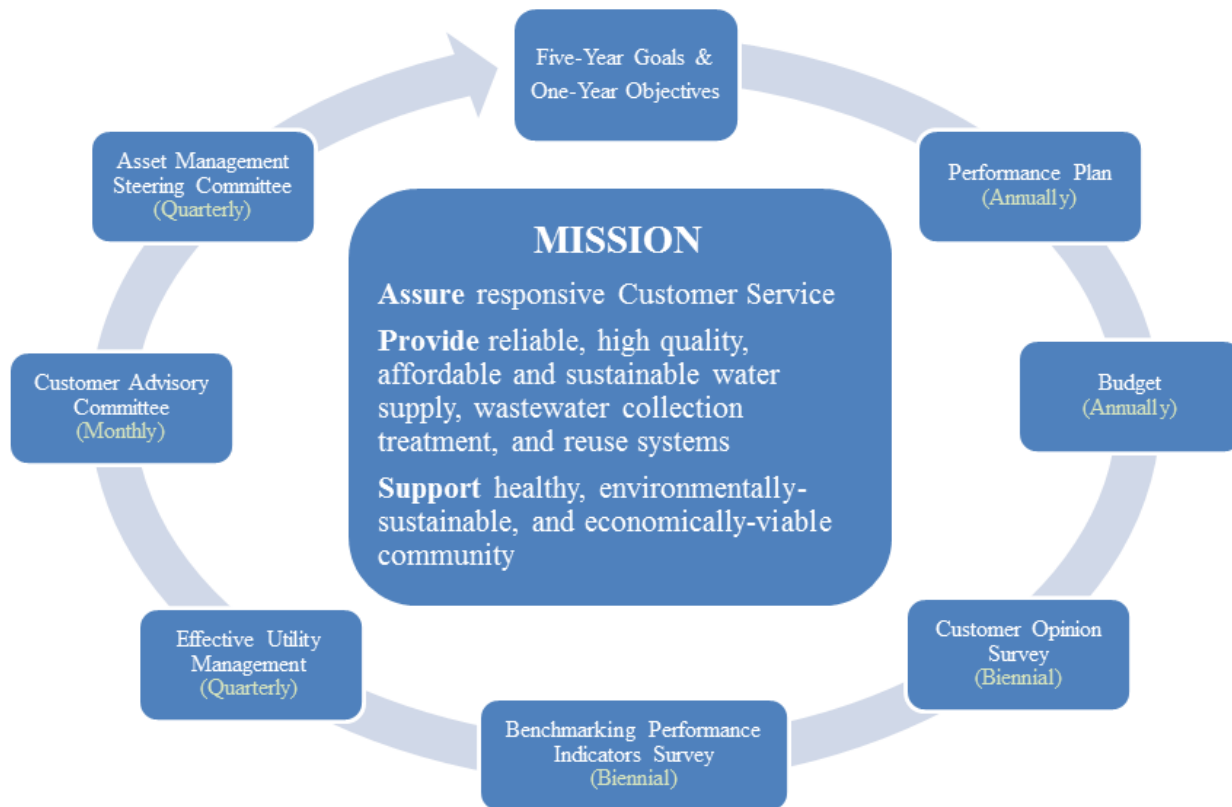 Five-Year Goals &
One-Year Objectives
Performance Plan
(Annually)
Budget
(Annually)
Customer Opinion
Survey
(Biennial)
Benchmarking Performance
Indicators Survey
(Biennial)
Effective Utility
Management
(Quarterly)
Customer Advisory
Committee
(Monthly)
Asset Management
Steering Committee
(Quarterly)
MISSION
Assure responsive Customer Service
Provide reliable, high quality,
affordable and sustainable water
supply, wastewater collection
treatment, and reuse systems
Support healthy, environmentally-
sustainable, and economically-viable
community